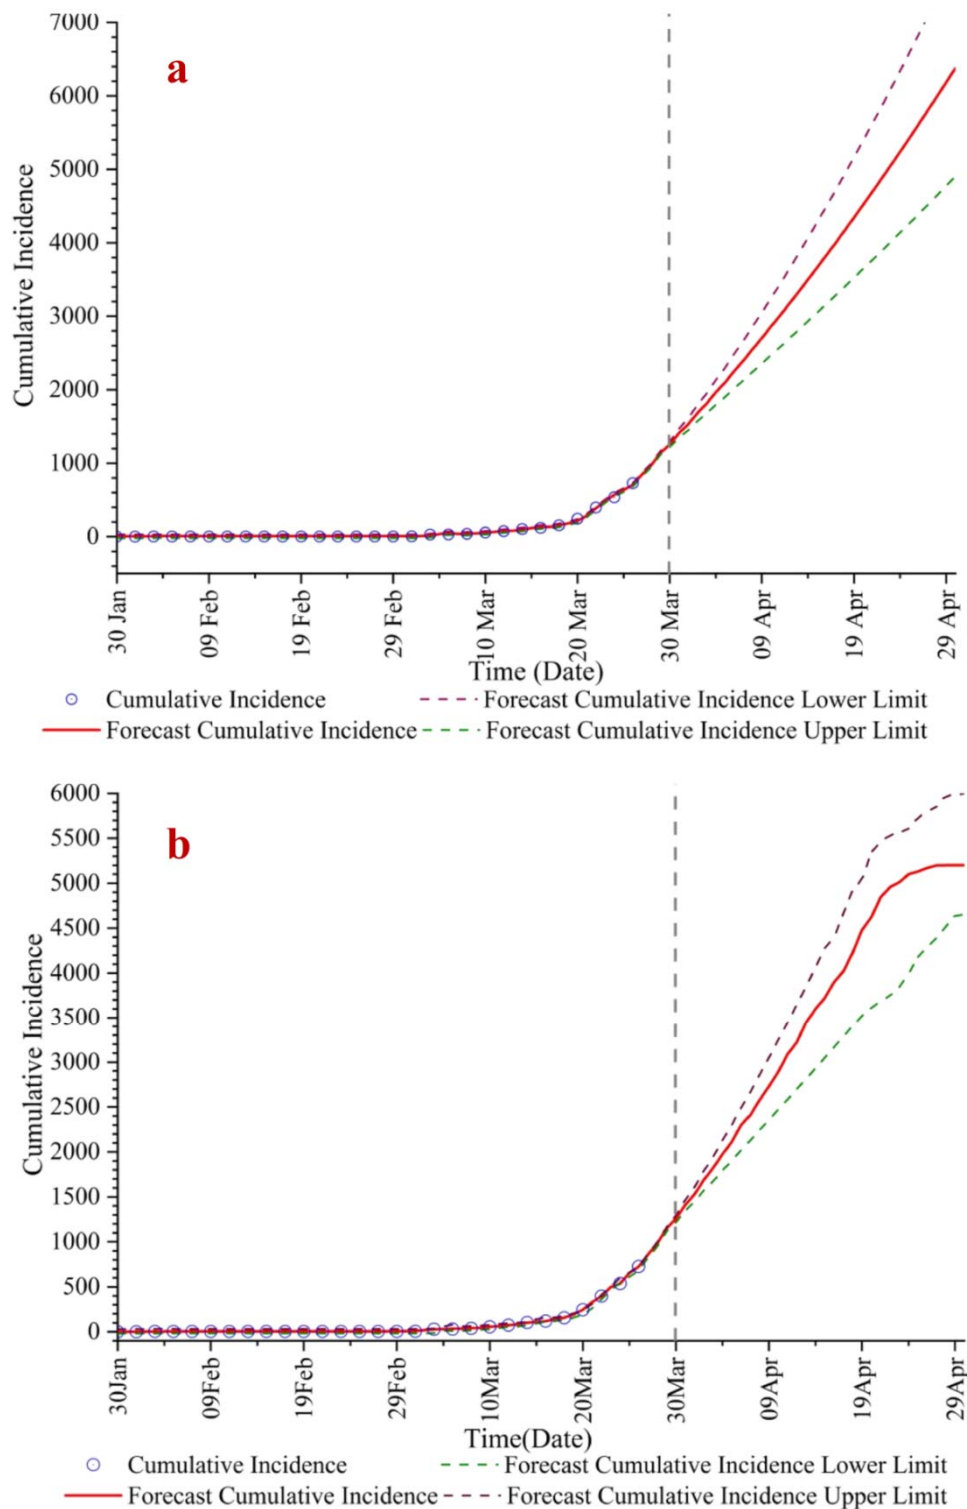 a
Cumulative Incidence
7000
6000
5000
4000
3000
2000
1000
0
30 Jan
09 Feb
19 Feb
29 Feb
10 Mar
20 Mar
30 Mar
09 Apr
19 Apr
29 Apr
Time (Date)
Cumulative Incidence
Forecast Cumulative Incidence Lower Limit
Forecast Cumulative Incidence
Forecast Cumulative Incidence Upper Limit
b
Cumulative Incidence
6000
5500
5000
4500
4000
3500
3000
2500
2000
1500
1000
500
0
30Jan
09Feb
19Feb
29Feb
10Mar
20Mar
30Mar
09Apr
19Apr
29Apr
Time(Date)
Cumulative Incidence
Forecast Cumulative Incidence Lower Limit
Forecast Cumulative Incidence
Forecast Cumulative Incidence Upper Limit